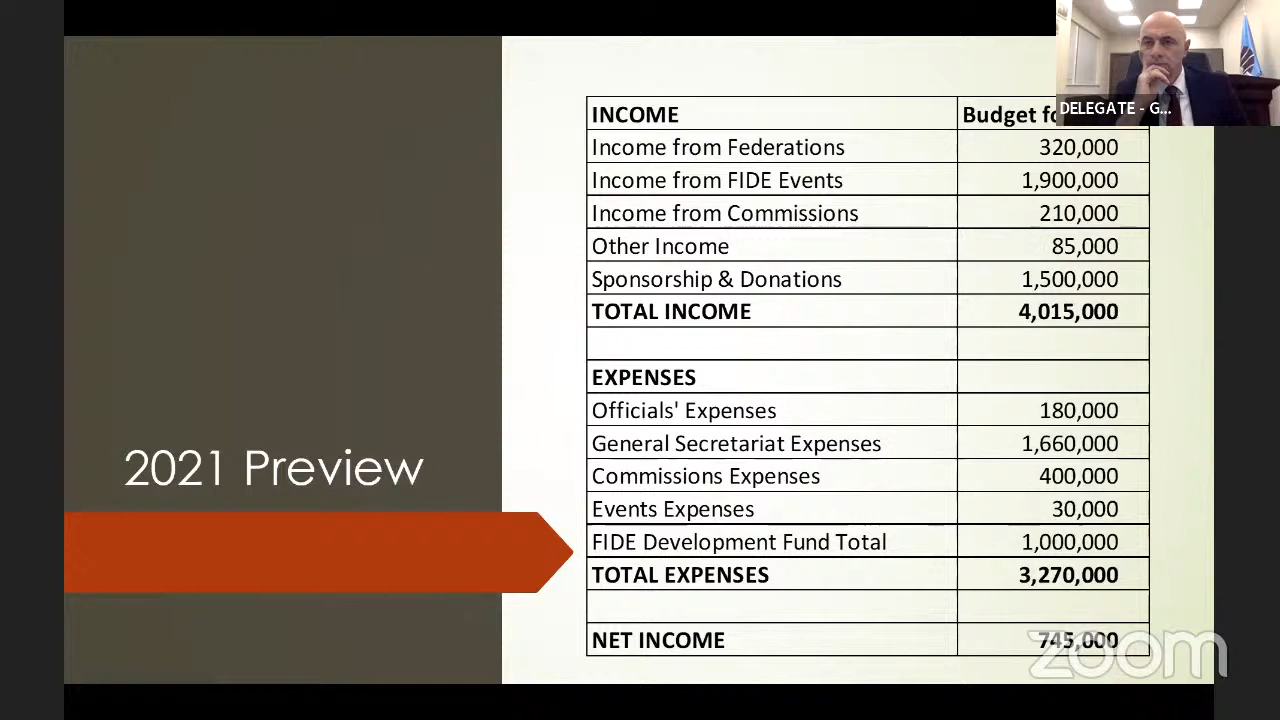 DELEGATE - G...
INCOME Budget fo
Income from Federations 320,000
Income from FIDE Events 1,900,000
Income from Commissions 210,000
Other Income 85,000
Sponsorship & Donations 1,500,000
TOTAL INCOME 4,015,000
EXPENSES
Officials' Expenses 180,000
General Secretariat Expenses 1,660,000
Commissions Expenses 400,000
Events Expenses 30,000
FIDE Development Fund Total 1,000,000
TOTAL EXPENSES 3,270,000
NET INCOME 745,000
2021 Preview
zoom